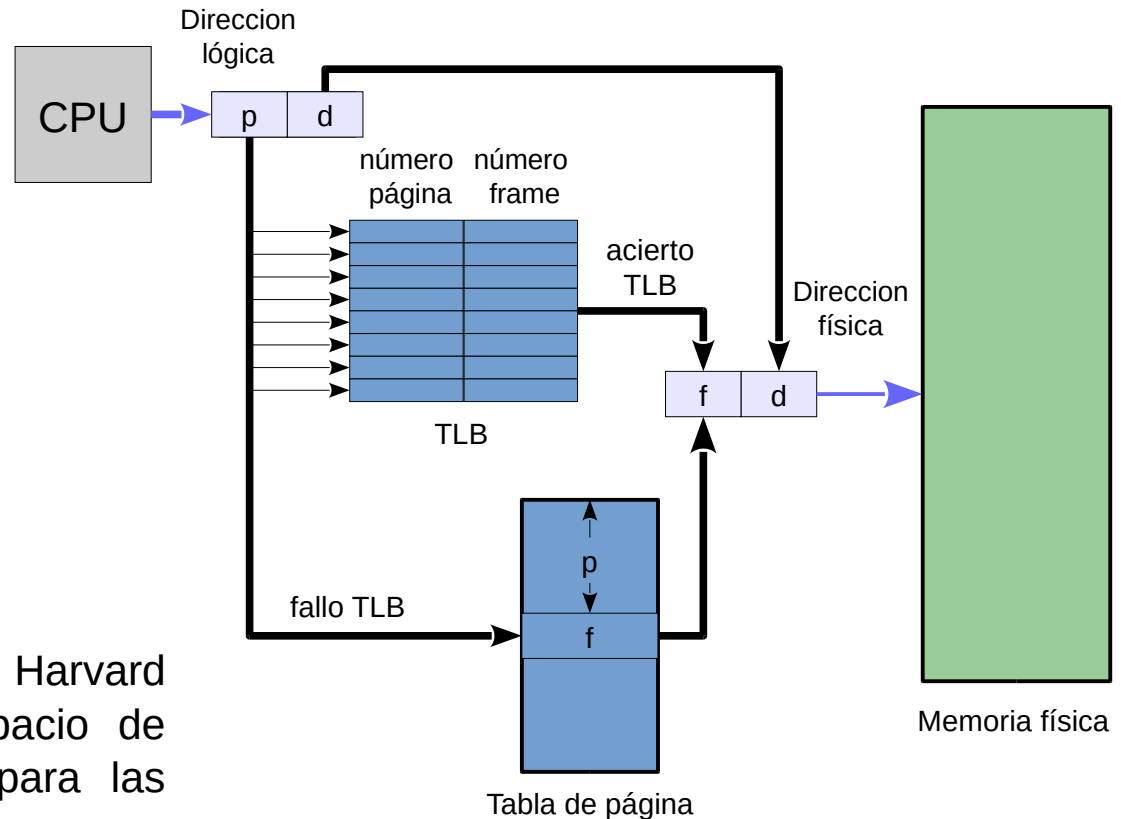 Direccion
lógica
CPU
p d
número número
página frame
acierto
TLB
Direccion
física
f d
TLB
p
fallo TLB
f
Harvard
pacio de
para las
Memoria física
Tabla de página